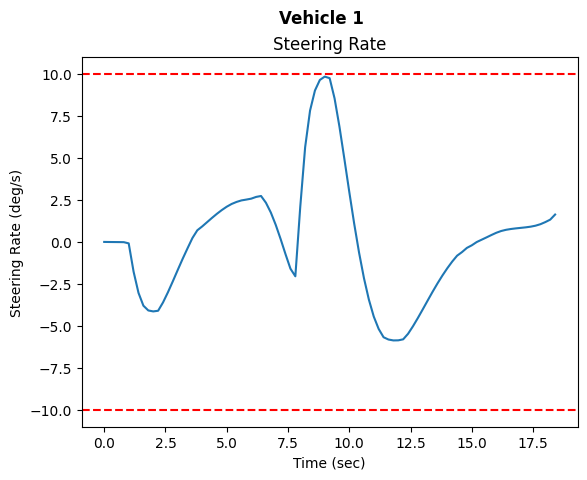 Vehicle 1
Steering Rate
10.0
7.5
5.0
2.5
0.0
−2.5
−5.0
−7.5
−10.0
Steering Rate (deg/s)
0.0 2.5 5.0 7.5 10.0 12.5 15.0 17.5
Time (sec)